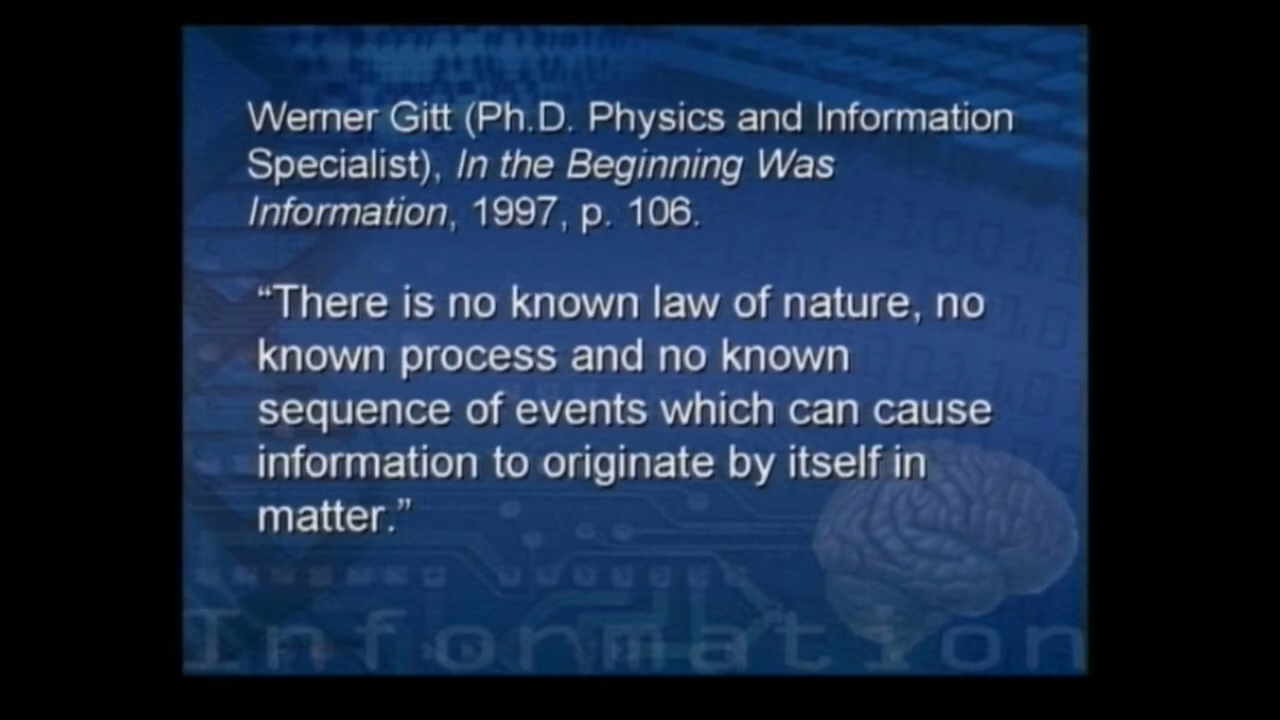 Werner Gitt (Ph.D. Physics and Information
Specialist), In the Beginning Was
Information, 1997, p. 106.
“There is no known law of nature, no
known process and no known
sequence of events which can cause
information to originate by itself in
matter.”
Information